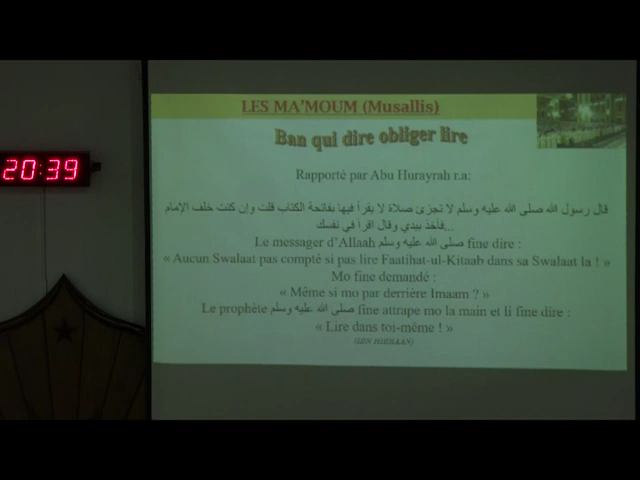 LES MA'MOUM (Musallis)
Ban qui dire obliger lire
20:39
Rapporté par Abu Hurayrah r.a:
قال رسول الله صلى الله عليه وسلم لا تجزئ صلاة لا يقرأ فيها بفاتحة الكتاب قلت وإن كنت خلف الإمام
فأخذ بيدي وقال اقرأ في نفسك...
Le messager d'Allaah صلى الله عليه وسلم fine dire :
« Aucun Swalaat pas compté si pas lire Faatihat-ul-Kitaab dans sa Swalaat la ! »
Mo fine demandé :
« Même si mo par derrière Imaam ? »
Le prophète صلى الله عليه وسلم fine attrape mo la main et li fine dire :
« Lire dans toi-même ! »
(IBN HIBBAAN)